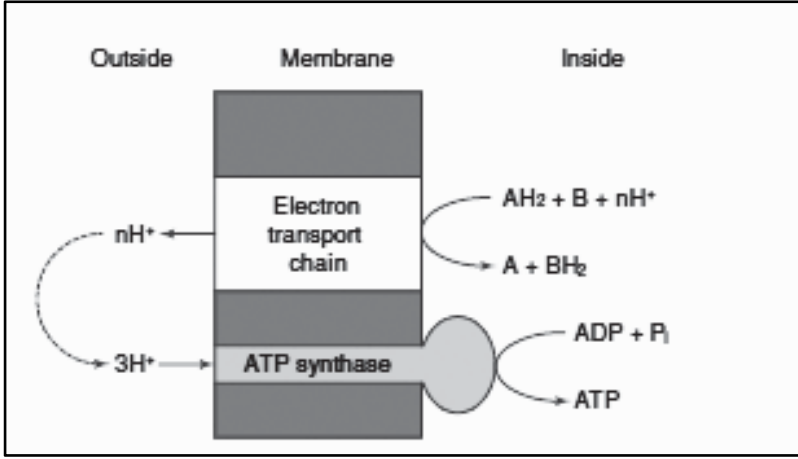 Outside Membrane Inside
Electron
transport
chain
nH⁺
AH₂ + B + nH⁺
A + BH₂
3H⁺
ATP synthase
ADP + Pᵢ
ATP